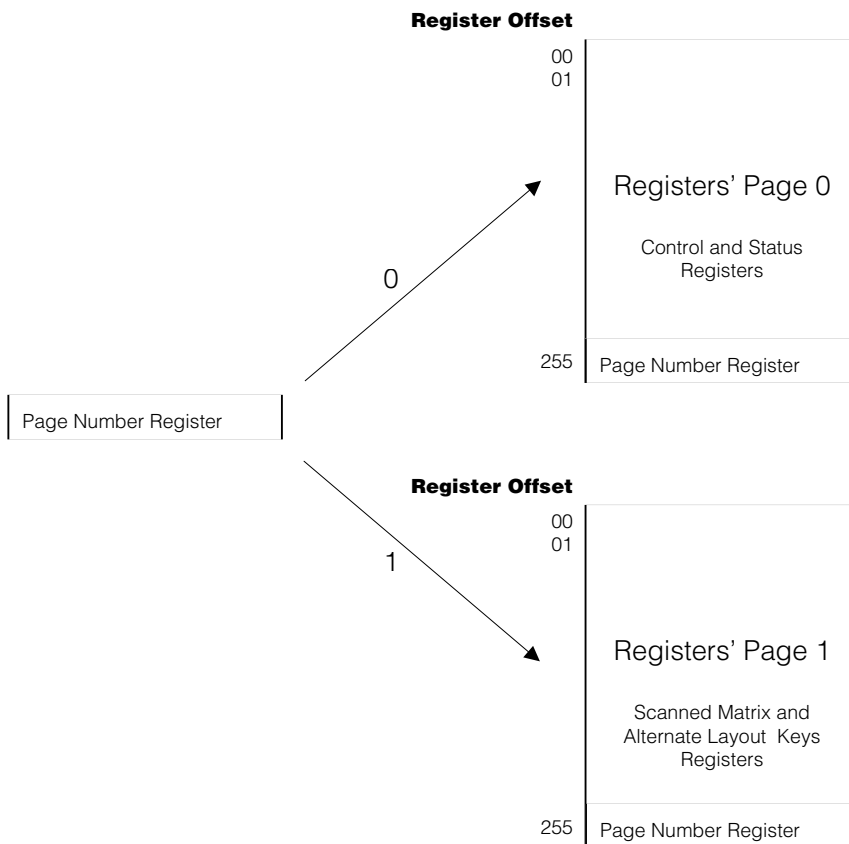 Register Offset
00
01
Registers’ Page 0
Control and Status
Registers
0
255
Page Number Register
Page Number Register
Register Offset
00
01
1
Registers’ Page 1
Scanned Matrix and
Alternate Layout Keys
Registers
255
Page Number Register